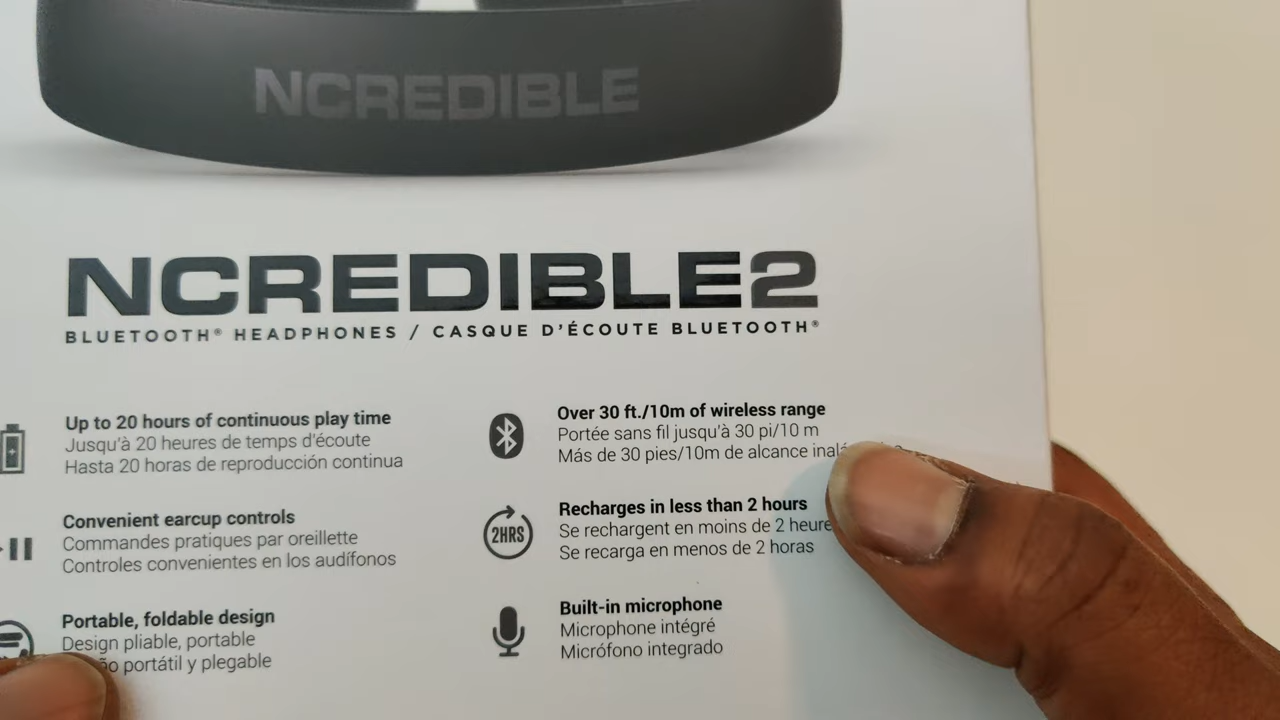 NCREDIBLE
NCREDIBLE2
BLUETOOTH® HEADPHONES / CASQUE D'ÉCOUTE BLUETOOTH®
Up to 20 hours of continuous play time
Jusqu'à 20 heures de temps d'écoute
Hasta 20 horas de reproducción continua
Over 30 ft./10m of wireless range
Portée sans fil jusqu'à 30 pi/10 m
Más de 30 pies/10m de alcance
Convenient earcup controls
Commandes pratiques par oreillette
Controles convenientes en los audífonos
2HRS
Recharges in less than 2 hours
Se rechargent en moins de 2 heure
Se recarga en menos de 2 horas
Portable, foldable design
Design pliable, portable
portátil y plegable
Built-in microphone
Microphone intégré
Micrófono integrado